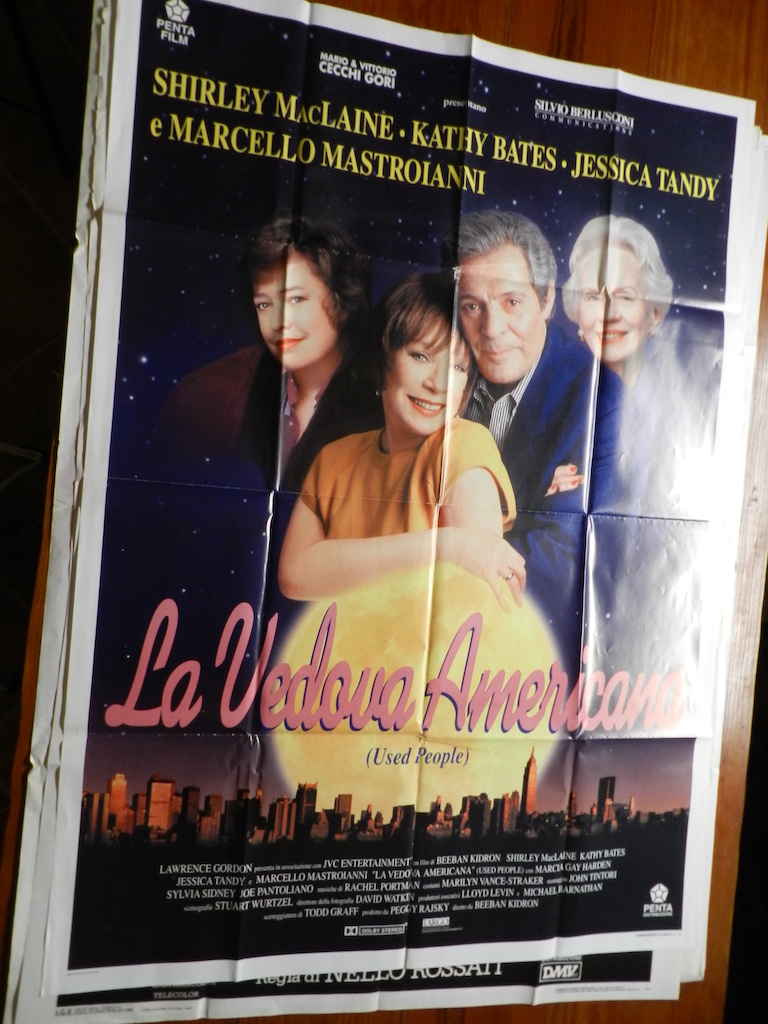 PENTA
FILM
MARIO & VITTORIO
CECCHI GORI
presentano
SILVIO BERLUSCONI
COMMUNICATIONS
SHIRLEY MacLAINE • KATHY BATES • JESSICA TANDY
e MARCELLO MASTROIANNI
La Vedova Americana
(Used People)
LAWRENCE GORDON presenta in associazione con JVC ENTERTAINMENT un film di BEEBAN KIDRON SHIRLEY MacLAINE KATHY BATES
JESSICA TANDY e MARCELLO MASTROIANNI "LA VEDOVA AMERICANA" (USED PEOPLE) con MARCIA GAY HARDEN
SYLVIA SIDNEY JOE PANTOLIANO musiche di RACHEL PORTMAN costumi MARILYN VANCE-STRAKER montaggio JOHN TINTORI
scenografia STUART WURTZEL direttore della fotografia DAVID WATKIN produttori esecutivi LLOYD LEVIN e MICHAEL BARNATHAN
sceneggiatura di TODD GRAFF prodotto da PEGGY RAJSKY diretto da BEEBAN KIDRON
DOLBY STEREO
LARGO
PENTA
Regia di NELLO ROSSATI
TELECOLOR
DMV